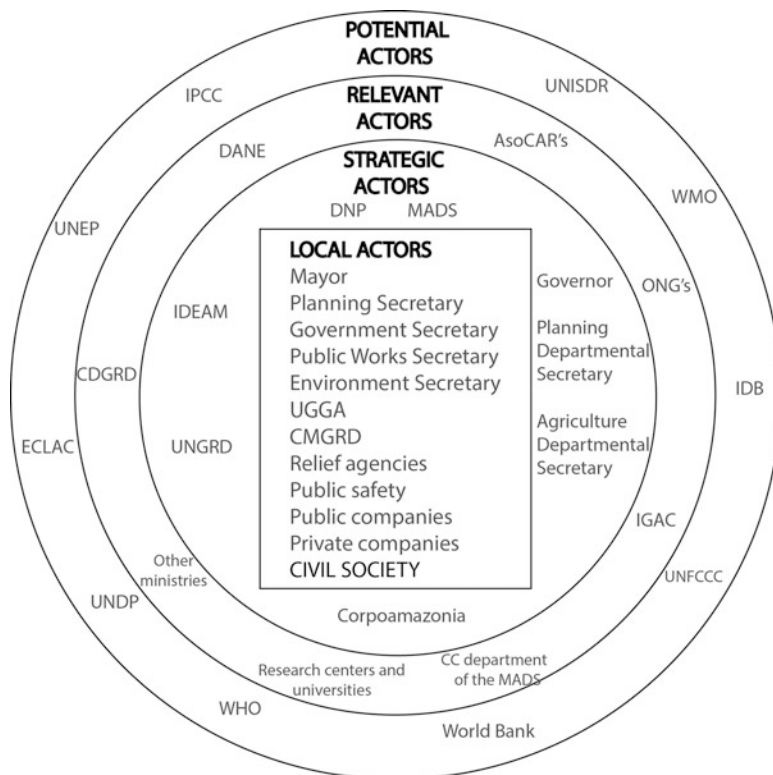 POTENTIAL
ACTORS
IPCC
UNISDR
UNEP
WMO
ECLAC
IDB
UNDP
UNFCCC
WHO
World Bank
RELEVANT
ACTORS
DANE
AsoCAR's
CDGRD
ONG's
IGAC
Other
ministries
Research centers and
universities
CC department
of the MADS
STRATEGIC
ACTORS
DNP
MADS
IDEAM
Governor
Planning
Departmental
Secretary
UNGRD
Agriculture
Departmental
Secretary
Corpoamazonia
LOCAL ACTORS
Mayor
Planning Secretary
Government Secretary
Public Works Secretary
Environment Secretary
UGGA
CMGRD
Relief agencies
Public safety
Public companies
Private companies
CIVIL SOCIETY